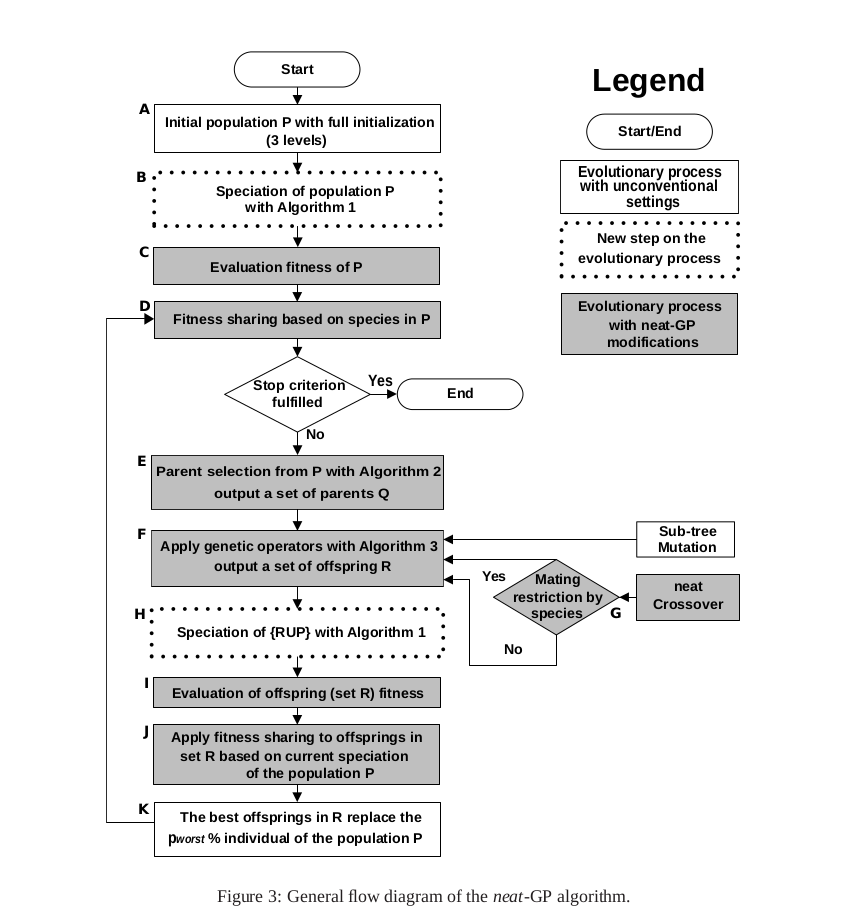 Start
A
Initial population P with full initialization
(3 levels)
B
Speciation of population P
with Algorithm 1
C
Evaluation fitness of P
D
Fitness sharing based on species in P
Stop criterion
fulfilled
Yes
End
No
E
Parent selection from P with Algorithm 2
output a set of parents Q
F
Apply genetic operators with Algorithm 3
output a set of offspring R
Sub-tree
Mutation
Yes
Mating
restriction by
species
G
neat
Crossover
No
H
Speciation of {RUP} with Algorithm 1
I
Evaluation of offspring (set R) fitness
J
Apply fitness sharing to offsprings in
set R based on current speciation
of the population P
K
The best offsprings in R replace the
pworst % individual of the population P
Legend
Start/End
Evolutionary process
with unconventional
settings
New step on the
evolutionary process
Evolutionary process
with neat-GP
modifications
Figure 3: General flow diagram of the neat-GP algorithm.